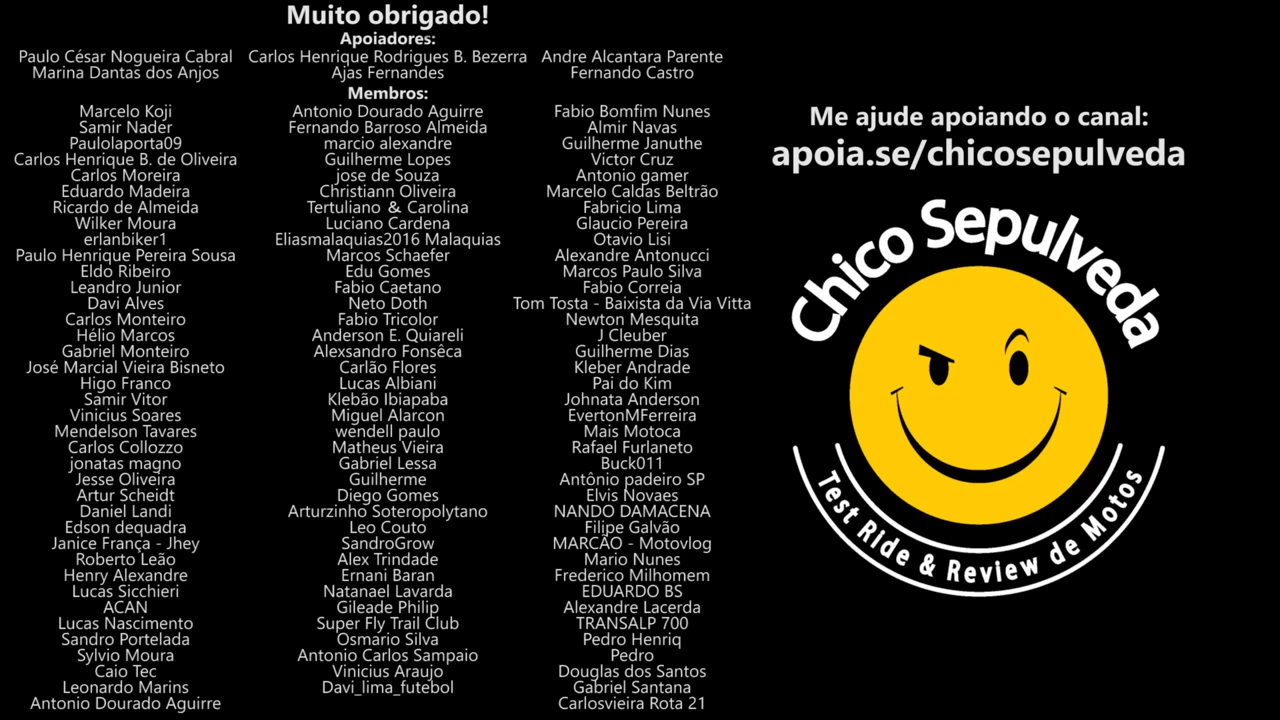 Muito obrigado!
Apoiadores:
Paulo César Nogueira Cabral
Carlos Henrique Rodrigues B. Bezerra
Andre Alcantara Parente
Marina Dantas dos Anjos
Ajas Fernandes
Fernando Castro
Membros:
Marcelo Koji
Samir Nader
Paulolaporta09
Carlos Henrique B. de Oliveira
Carlos Moreira
Eduardo Madeira
Ricardo de Almeida
Wilker Moura
erlanbiker1
Paulo Henrique Pereira Sousa
Eldo Ribeiro
Leandro Junior
Davi Alves
Carlos Monteiro
Hélio Marcos
Gabriel Monteiro
José Marcial Vieira Bisneto
Higo Franco
Samir Vitor
Vinicius Soares
Mendelson Tavares
Carlos Collozzo
jonatas magno
Jesse Oliveira
Artur Scheidt
Daniel Landi
Edson dequadra
Janice França - Jhey
Roberto Leão
Henry Alexandre
Lucas Sicchieri
ACAN
Lucas Nascimento
Sandro Portelada
Sylvio Moura
Caio Tec
Leonardo Marins
Antonio Dourado Aguirre
Antonio Dourado Aguirre
Fernando Barroso Almeida
marcio alexandre
Guilherme Lopes
jose de Souza
Christiann Oliveira
Tertuliano & Carolina
Luciano Cardena
Eliasmalaquias2016 Malaquias
Marcos Schaefer
Edu Gomes
Fabio Caetano
Neto Doth
Fabio Tricolor
Anderson E. Quiareli
Alexsandro Fonsêca
Carlão Flores
Lucas Albiani
Klebão Ibiapaba
Miguel Alarcon
wendell paulo
Matheus Vieira
Gabriel Lessa
Guilherme
Diego Gomes
Arturzinho Soteropolytano
Leo Couto
SandroGrow
Alex Trindade
Ernani Baran
Natanael Lavarda
Gileade Philip
Super Fly Trail Club
Osmario Silva
Antonio Carlos Sampaio
Vinicius Araujo
Davi_lima_futebol
Fabio Bomfim Nunes
Almir Navas
Guilherme Januthe
Victor Cruz
Antonio gamer
Marcelo Caldas Beltrão
Fabricio Lima
Glaucio Pereira
Otavio Lisi
Alexandre Antonucci
Marcos Paulo Silva
Fabio Correia
Tom Tosta - Baixista da Via Vitta
Newton Mesquita
J Cleuber
Guilherme Dias
Kleber Andrade
Pai do Kim
Johnata Anderson
EvertonMFerreira
Mais Motoca
Rafael Furlaneto
Buck011
Antônio padeiro SP
Elvis Novaes
NANDO DAMACENA
Filipe Galvão
MARCÃO - Motovlog
Mario Nunes
Frederico Milhomem
EDUARDO BS
Alexandre Lacerda
TRANSALP 700
Pedro Henriq
Pedro
Douglas dos Santos
Gabriel Santana
Carlosvieira Rota 21
Me ajude apoiando o canal:
apoia.se/chicosepulveda
Chico Sepulveda
Test Ride & Review de Motos